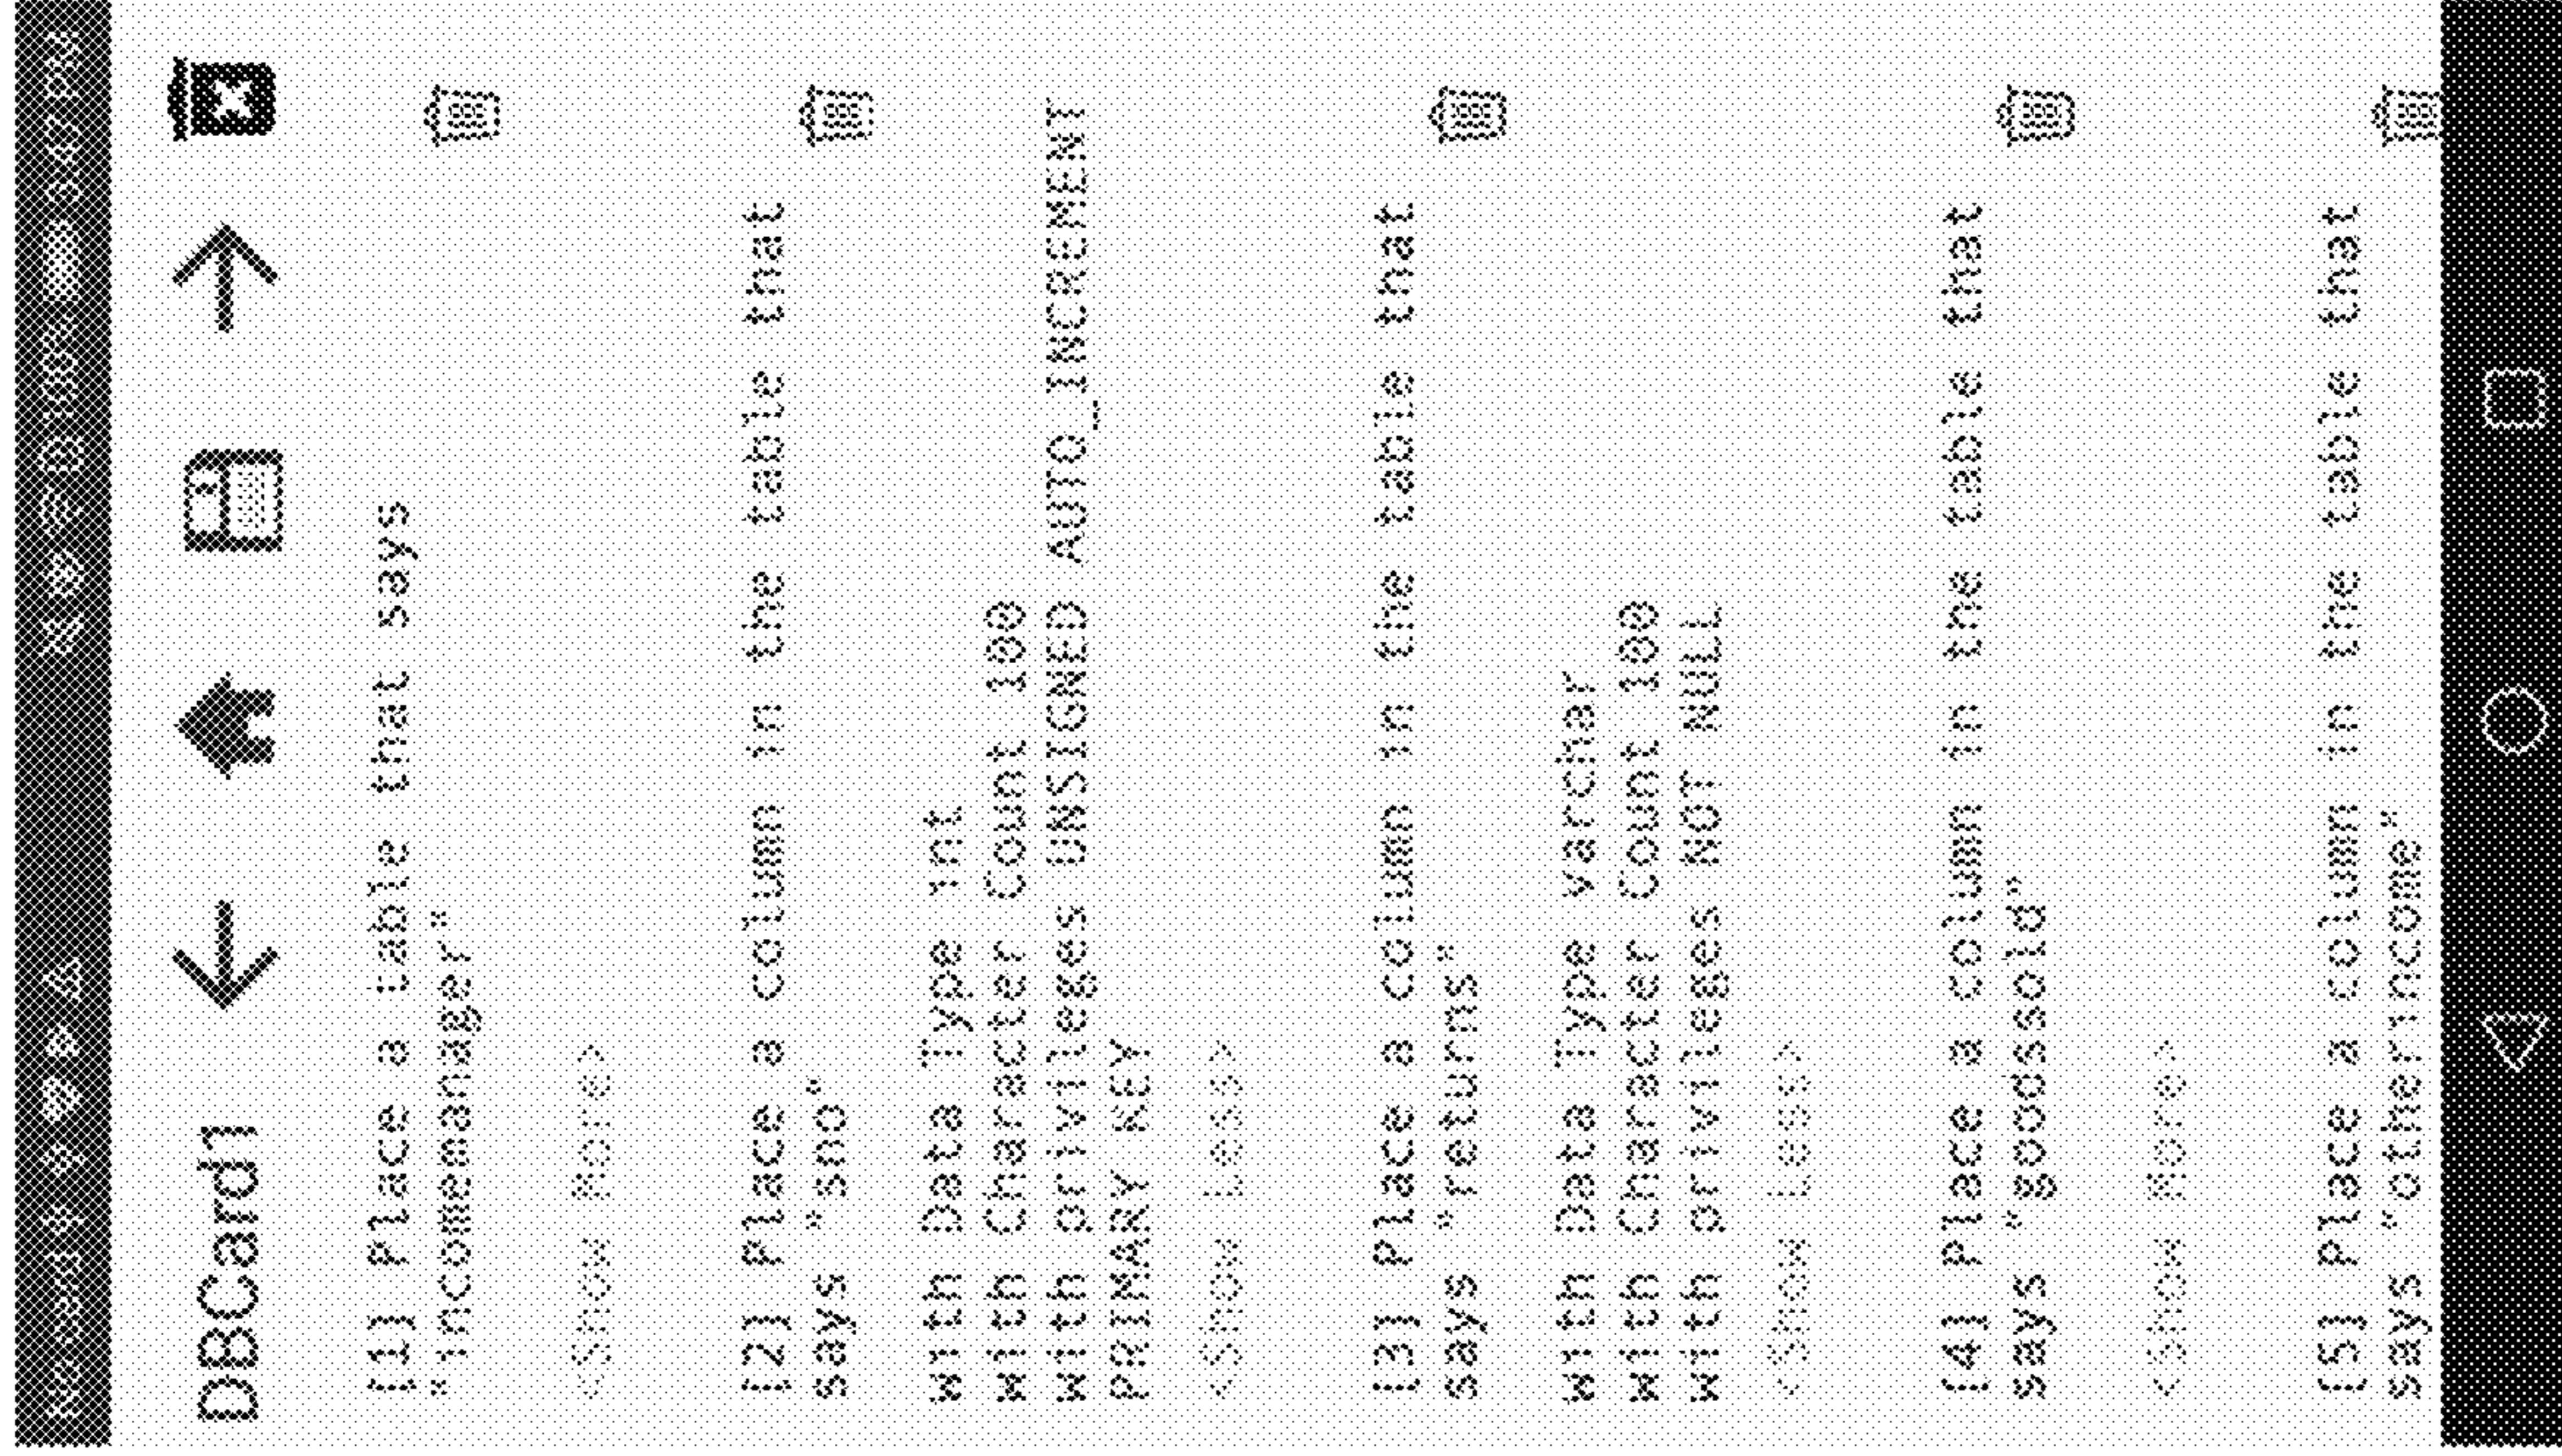 DBCard1
[1] Place a table that says
"incomemanager"
<Show More>
[2] Place a column in the table that
says "sno"
with Data Type int
with Character Count 100
with privileges UNSIGNED AUTO_INCREMENT
PRIMARY KEY
<Show Less>
[3] Place a column in the table that
says "returns"
with Data Type varchar
with Character Count 100
with privileges NOT NULL
<Show Less>
[4] Place a column in the table that
says "goodssold"
<Show More>
[5] Place a column in the table that
says "otherincome"